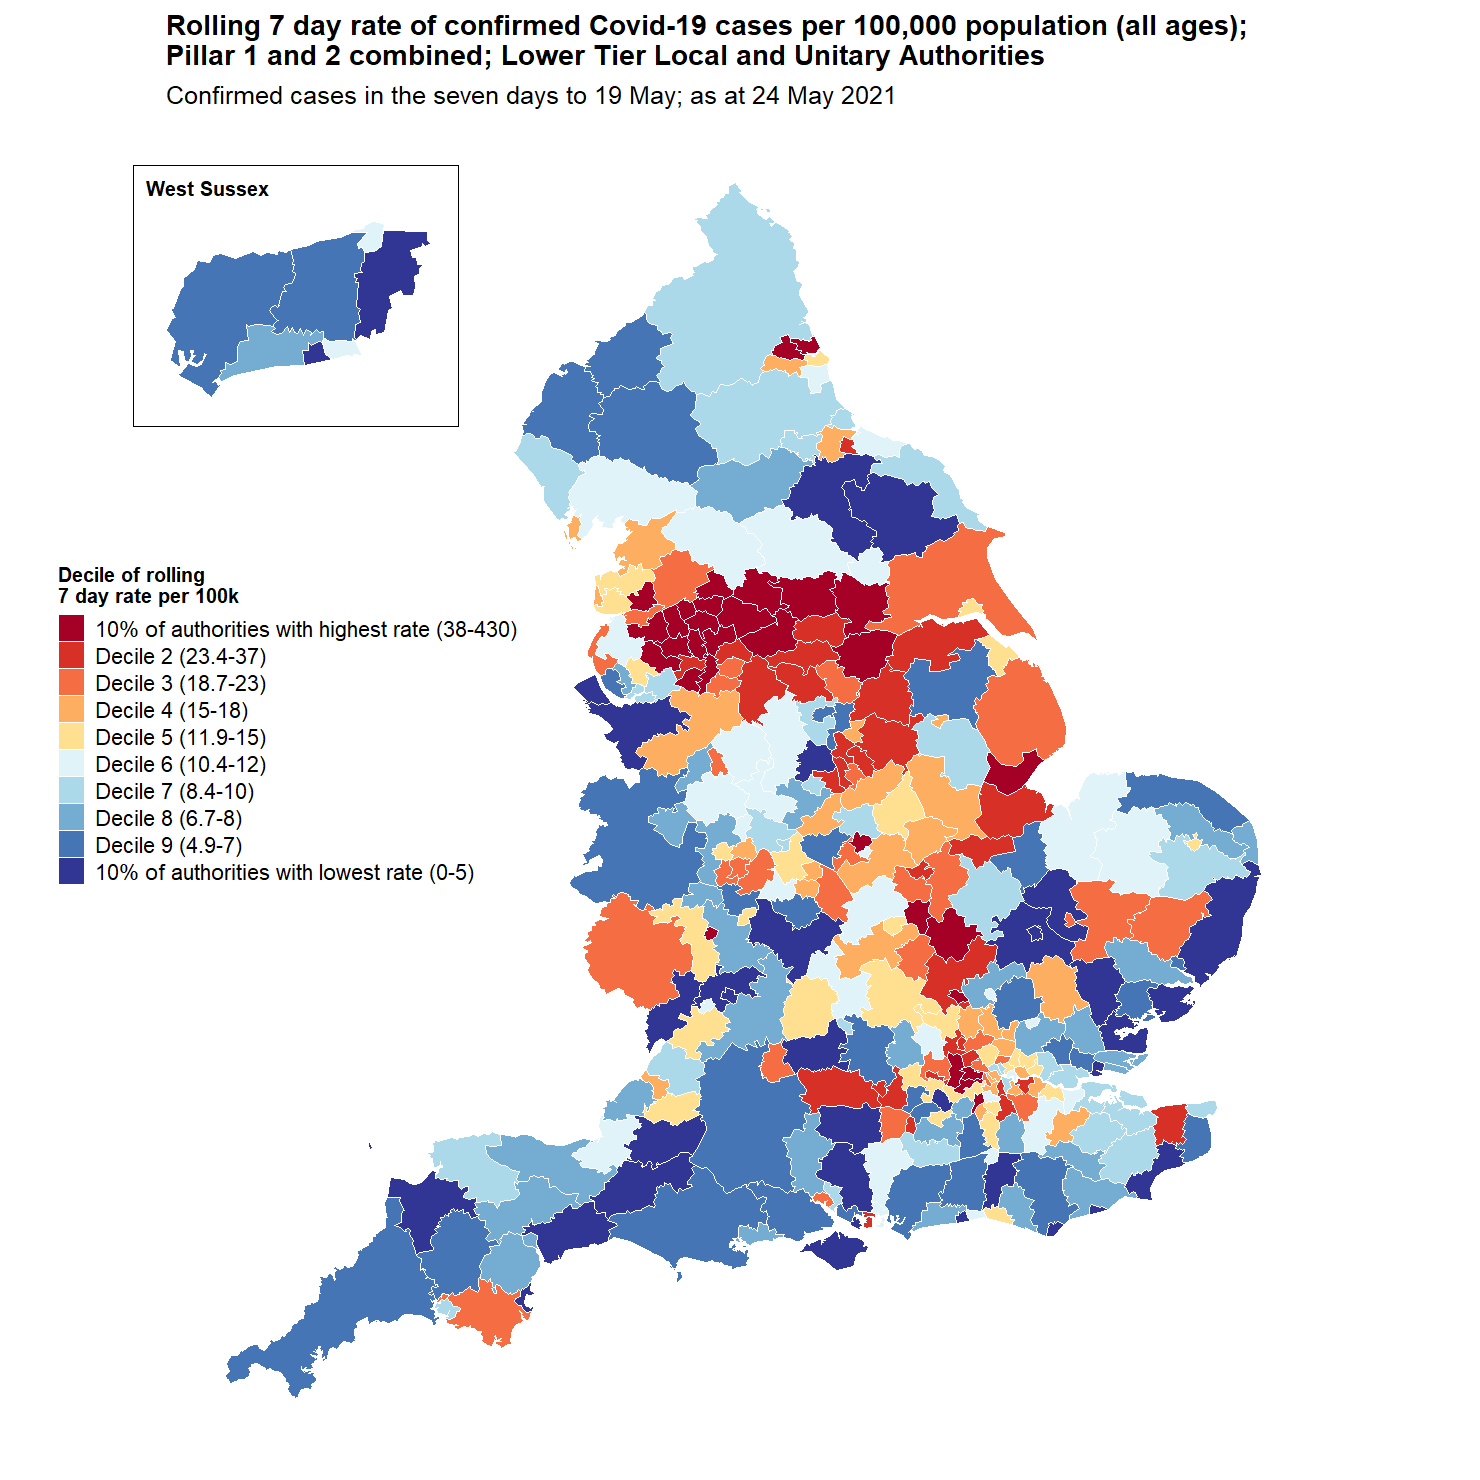 Rolling 7 day rate of confirmed Covid-19 cases per 100,000 population (all ages);
Pillar 1 and 2 combined; Lower Tier Local and Unitary Authorities
Confirmed cases in the seven days to 19 May; as at 24 May 2021
West Sussex
Decile of rolling
7 day rate per 100k
10% of authorities with highest rate (38-430)
Decile 2 (23.4-37)
Decile 3 (18.7-23)
Decile 4 (15-18)
Decile 5 (11.9-15)
Decile 6 (10.4-12)
Decile 7 (8.4-10)
Decile 8 (6.7-8)
Decile 9 (4.9-7)
10% of authorities with lowest rate (0-5)